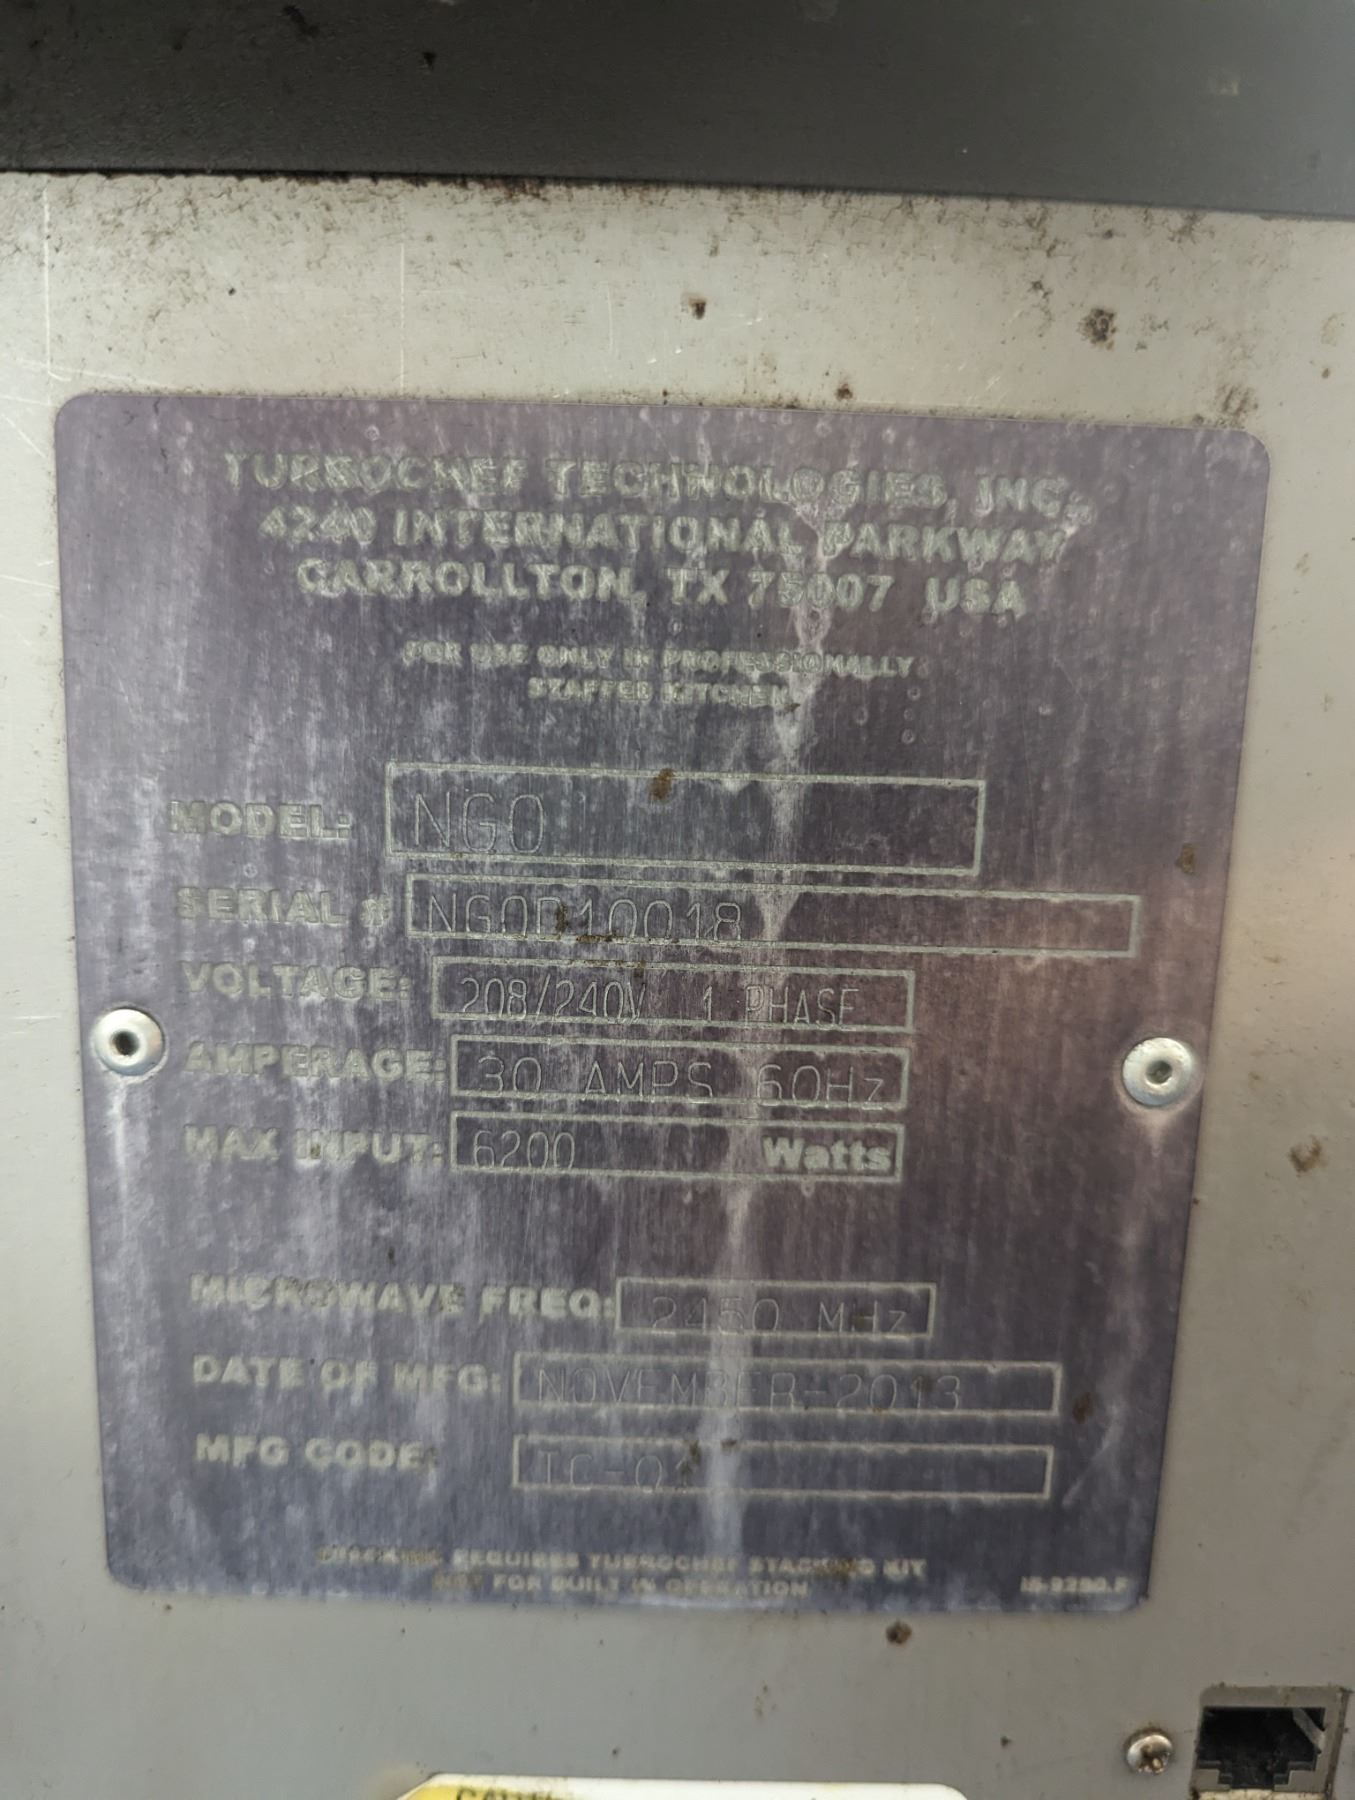 TURBOCHEF TECHNOLOGIES, INC.
4240 INTERNATIONAL PARKWAY
CARROLLTON, TX 75007 USA
FOR USE ONLY IN PROFESSIONALLY
STAFFED KITCHEN
MODEL: NGO
SERIAL # NGOD10018
VOLTAGE: 208/240V 1 PHASE
AMPERAGE: 30 AMPS 60Hz
MAX INPUT: 6200 Watts
MICROWAVE FREQ: 2450 MHz
DATE OF MFG: NOVEMBER-2013
MFG CODE:
REQUIRES TURBOCHEF STACKING KIT
NOT FOR BUILT IN OPERATION